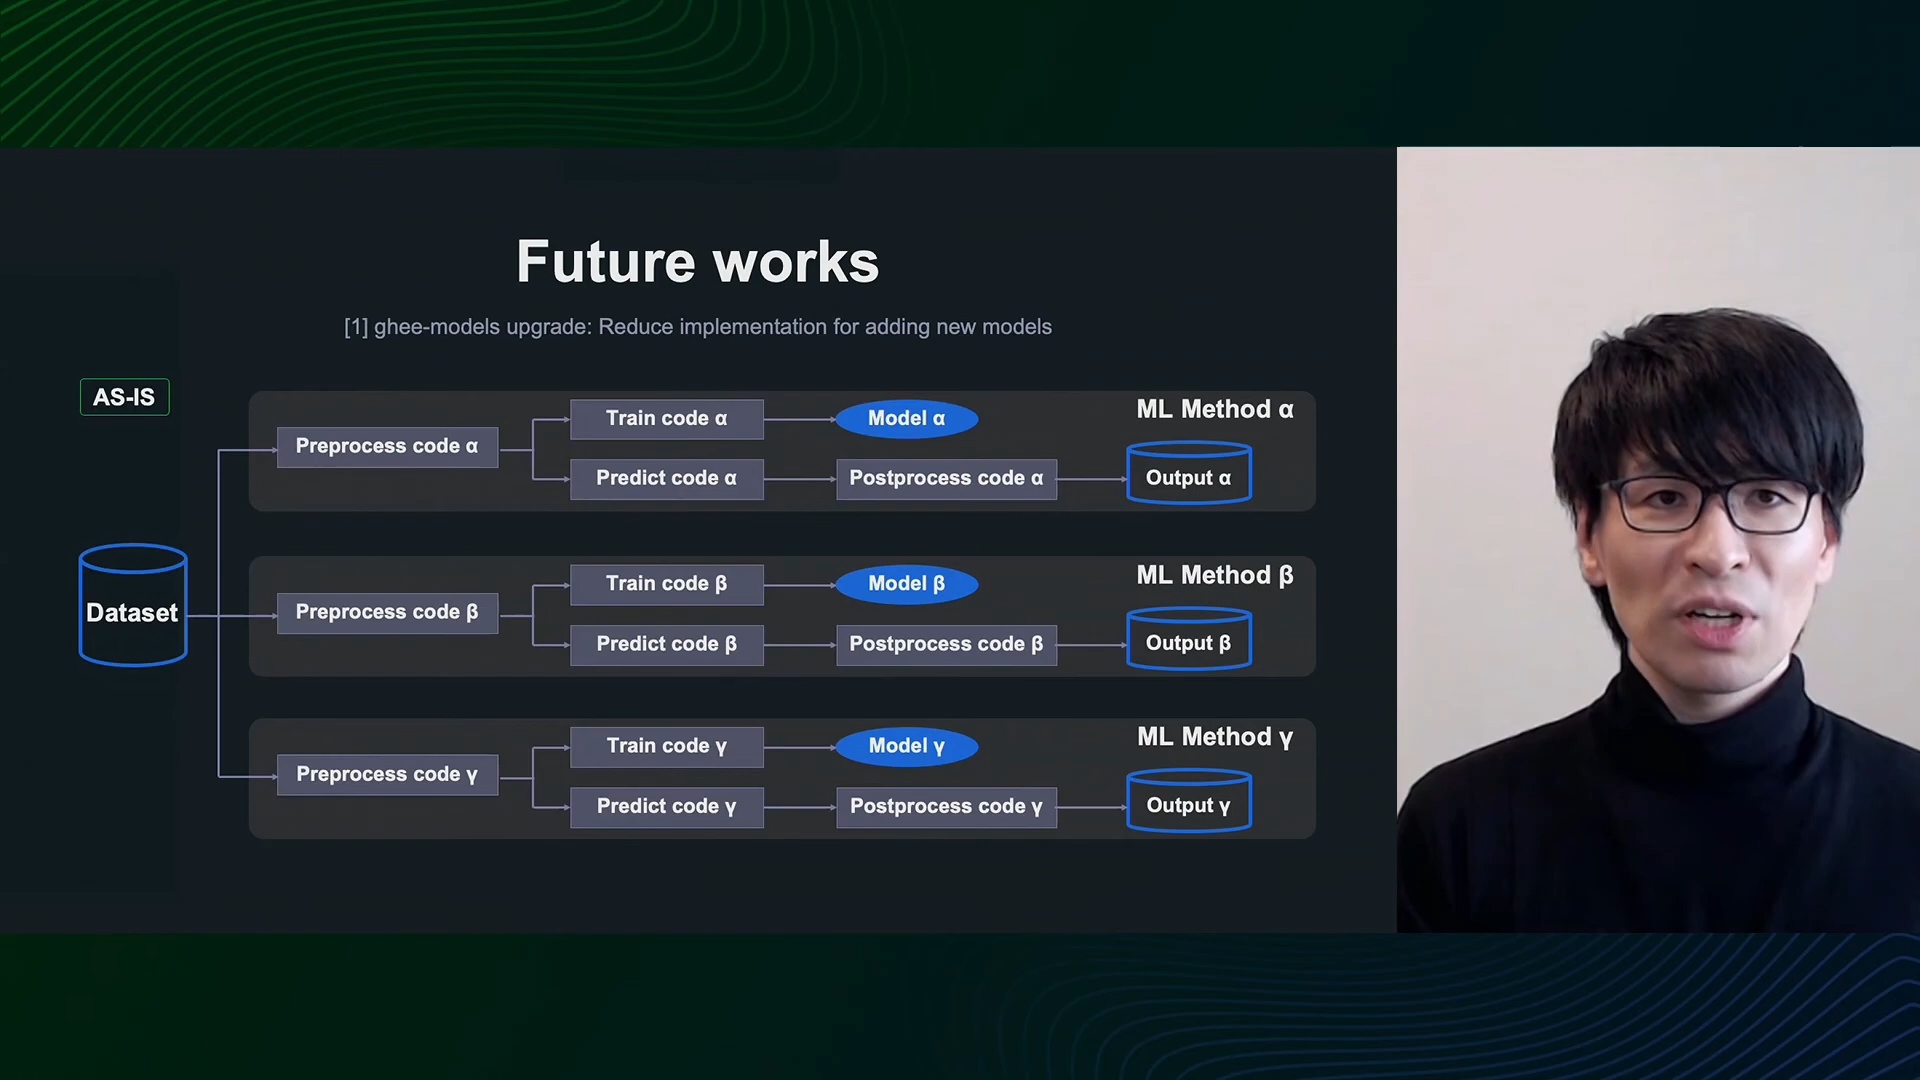 Future works
[1] ghee-models upgrade: Reduce implementation for adding new models
AS-IS
Dataset
ML Method α
Preprocess code α
Train code α
Model α
Predict code α
Postprocess code α
Output α
ML Method β
Preprocess code β
Train code β
Model β
Predict code β
Postprocess code β
Output β
ML Method γ
Preprocess code γ
Train code γ
Model γ
Predict code γ
Postprocess code γ
Output γ